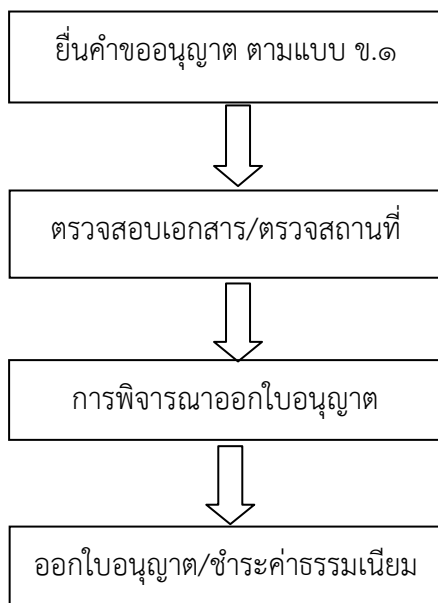 ยื่นคำขออนุญาต ตามแบบ ข.๑
ตรวจสอบเอกสาร/ตรวจสถานที่
การพิจารณาออกใบอนุญาต
ออกใบอนุญาต/ชำระค่าธรรมเนียม